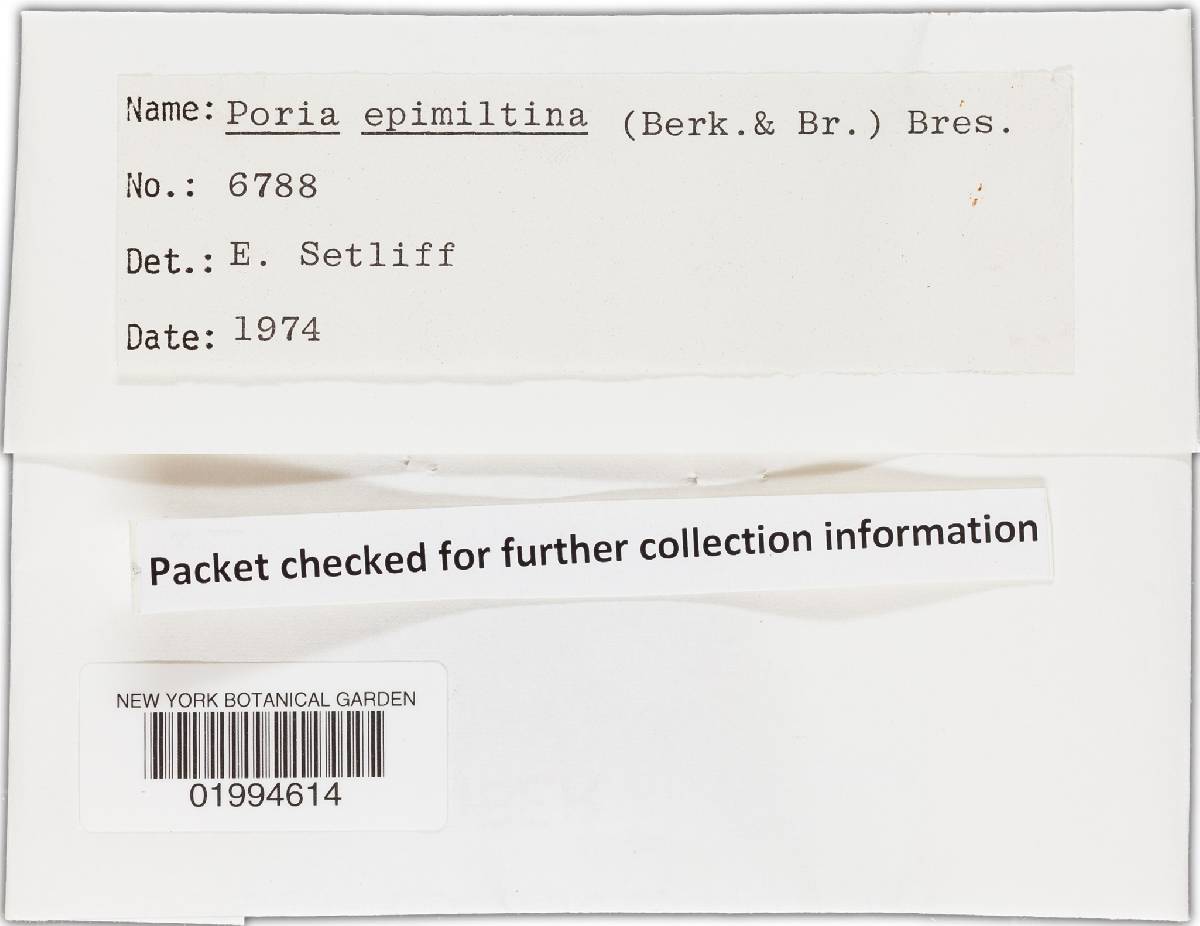 Name: Poria epimiltina (Berk.& Br.) Bres.
No.: 6788
Det.: E. Setliff
Date: 1974
Packet checked for further collection information
NEW YORK BOTANICAL GARDEN
01994614